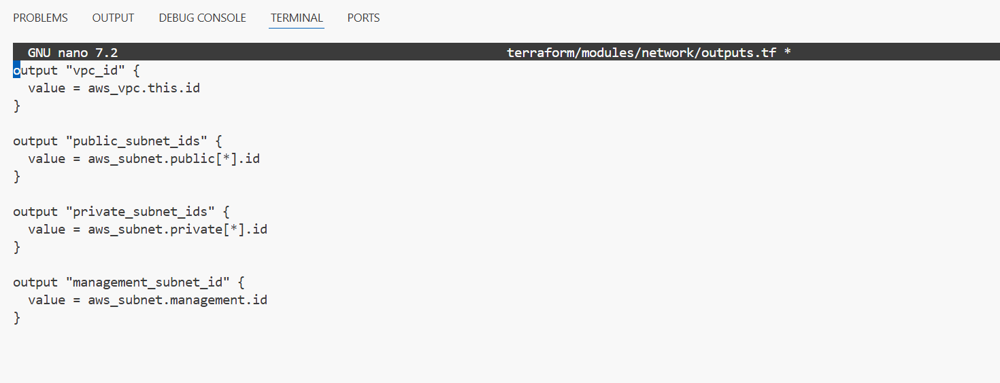 PROBLEMS OUTPUT DEBUG CONSOLE TERMINAL PORTS
GNU nano 7.2 terraform/modules/network/outputs.tf *
output "vpc_id" {
  value = aws_vpc.this.id
}

output "public_subnet_ids" {
  value = aws_subnet.public[*].id
}

output "private_subnet_ids" {
  value = aws_subnet.private[*].id
}

output "management_subnet_id" {
  value = aws_subnet.management.id
}